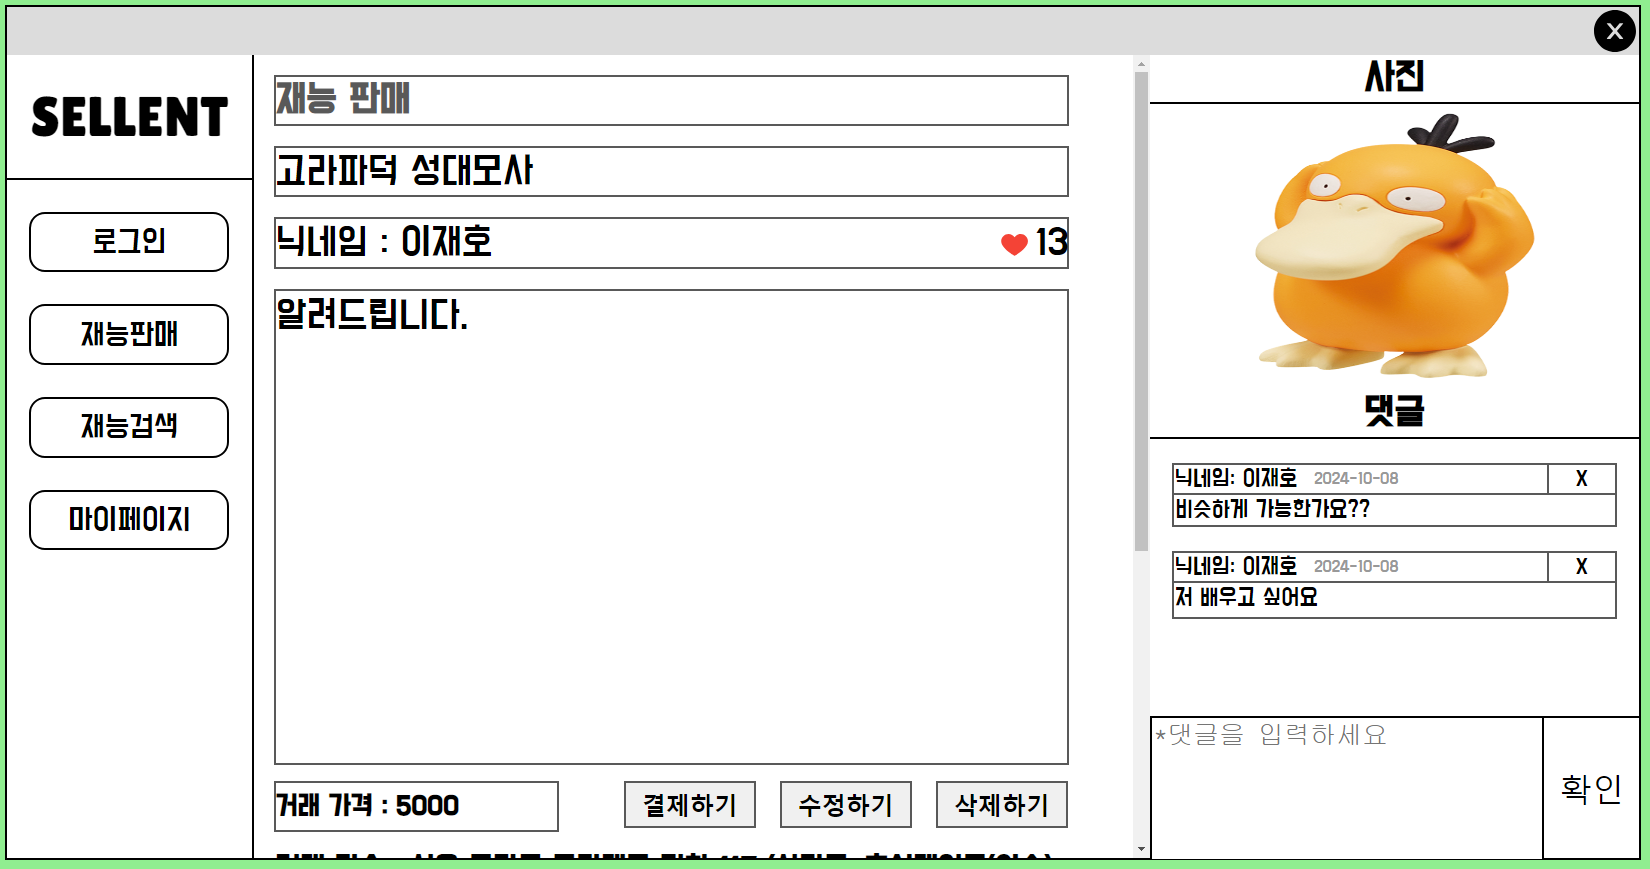 X
SELLENT
로그인
재능판매
재능검색
마이페이지
재능 판매
고라파덕 성대모사
닉네임 : 이재호
13
알려드립니다.
거래 가격 : 5000
결제하기
수정하기
삭제하기
사진
댓글
닉네임: 이재호 2024-10-08 X
비슷하게 가능한가요??
닉네임: 이재호 2024-10-08 X
저 배우고 싶어요
*댓글을 입력하세요
확인